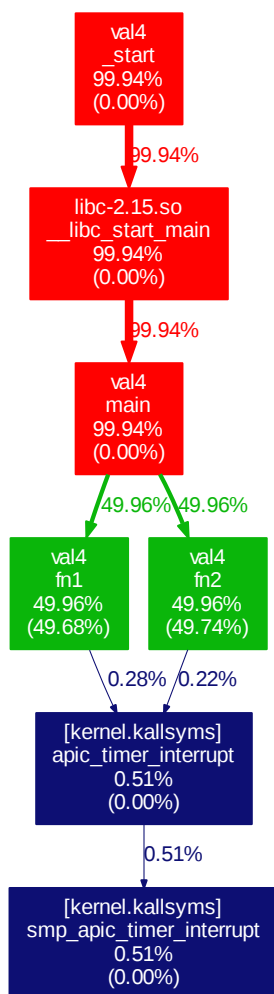 val4
_start
99.94%
(0.00%)
99.94%
libc-2.15.so
__libc_start_main
99.94%
(0.00%)
99.94%
val4
main
99.94%
(0.00%)
49.96% 49.96%
val4
fn1
49.96%
(49.68%)
val4
fn2
49.96%
(49.74%)
0.28% 0.22%
[kernel.kallsyms]
apic_timer_interrupt
0.51%
(0.00%)
0.51%
[kernel.kallsyms]
smp_apic_timer_interrupt
0.51%
(0.00%)